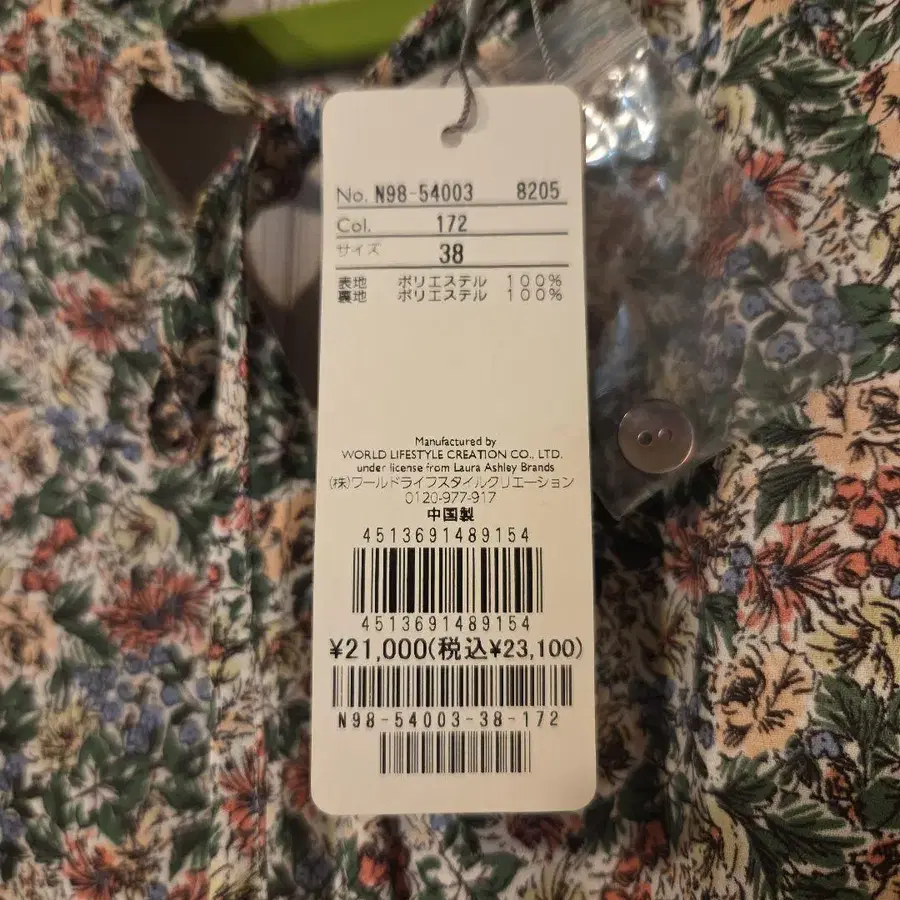 No. N98-54003 8205
Col. 172
サイズ 38
表地 ポリエステル 100%
裏地 ポリエステル 100%
Manufactured by
WORLD LIFESTYLE CREATION CO., LTD.
under license from Laura Ashley Brands
(株)ワールドライフスタイルクリエーション
0120-977-917
中国製
4513691489154
4513691489154
¥21,000(税込¥23,100)
N98-54003-38-172